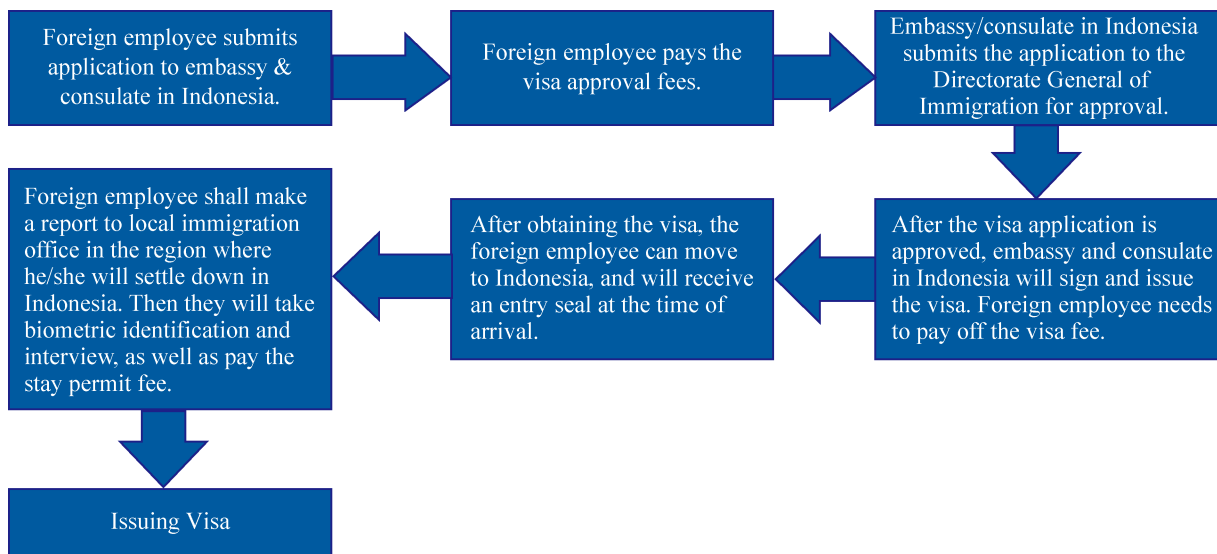 Foreign employee submits
application to embassy &
consulate in Indonesia.
Foreign employee pays the
visa approval fees.
Embassy/consulate in Indonesia
submits the application to the
Directorate General of
Immigration for approval.
After the visa application is
approved, embassy and consulate
in Indonesia will sign and issue
the visa. Foreign employee needs
to pay off the visa fee.
After obtaining the visa, the
foreign employee can move
to Indonesia, and will receive
an entry seal at the time of
arrival.
Foreign employee shall make
a report to local immigration
office in the region where
he/she will settle down in
Indonesia. Then they will take
biometric identification and
interview, as well as pay the
stay permit fee.
Issuing Visa